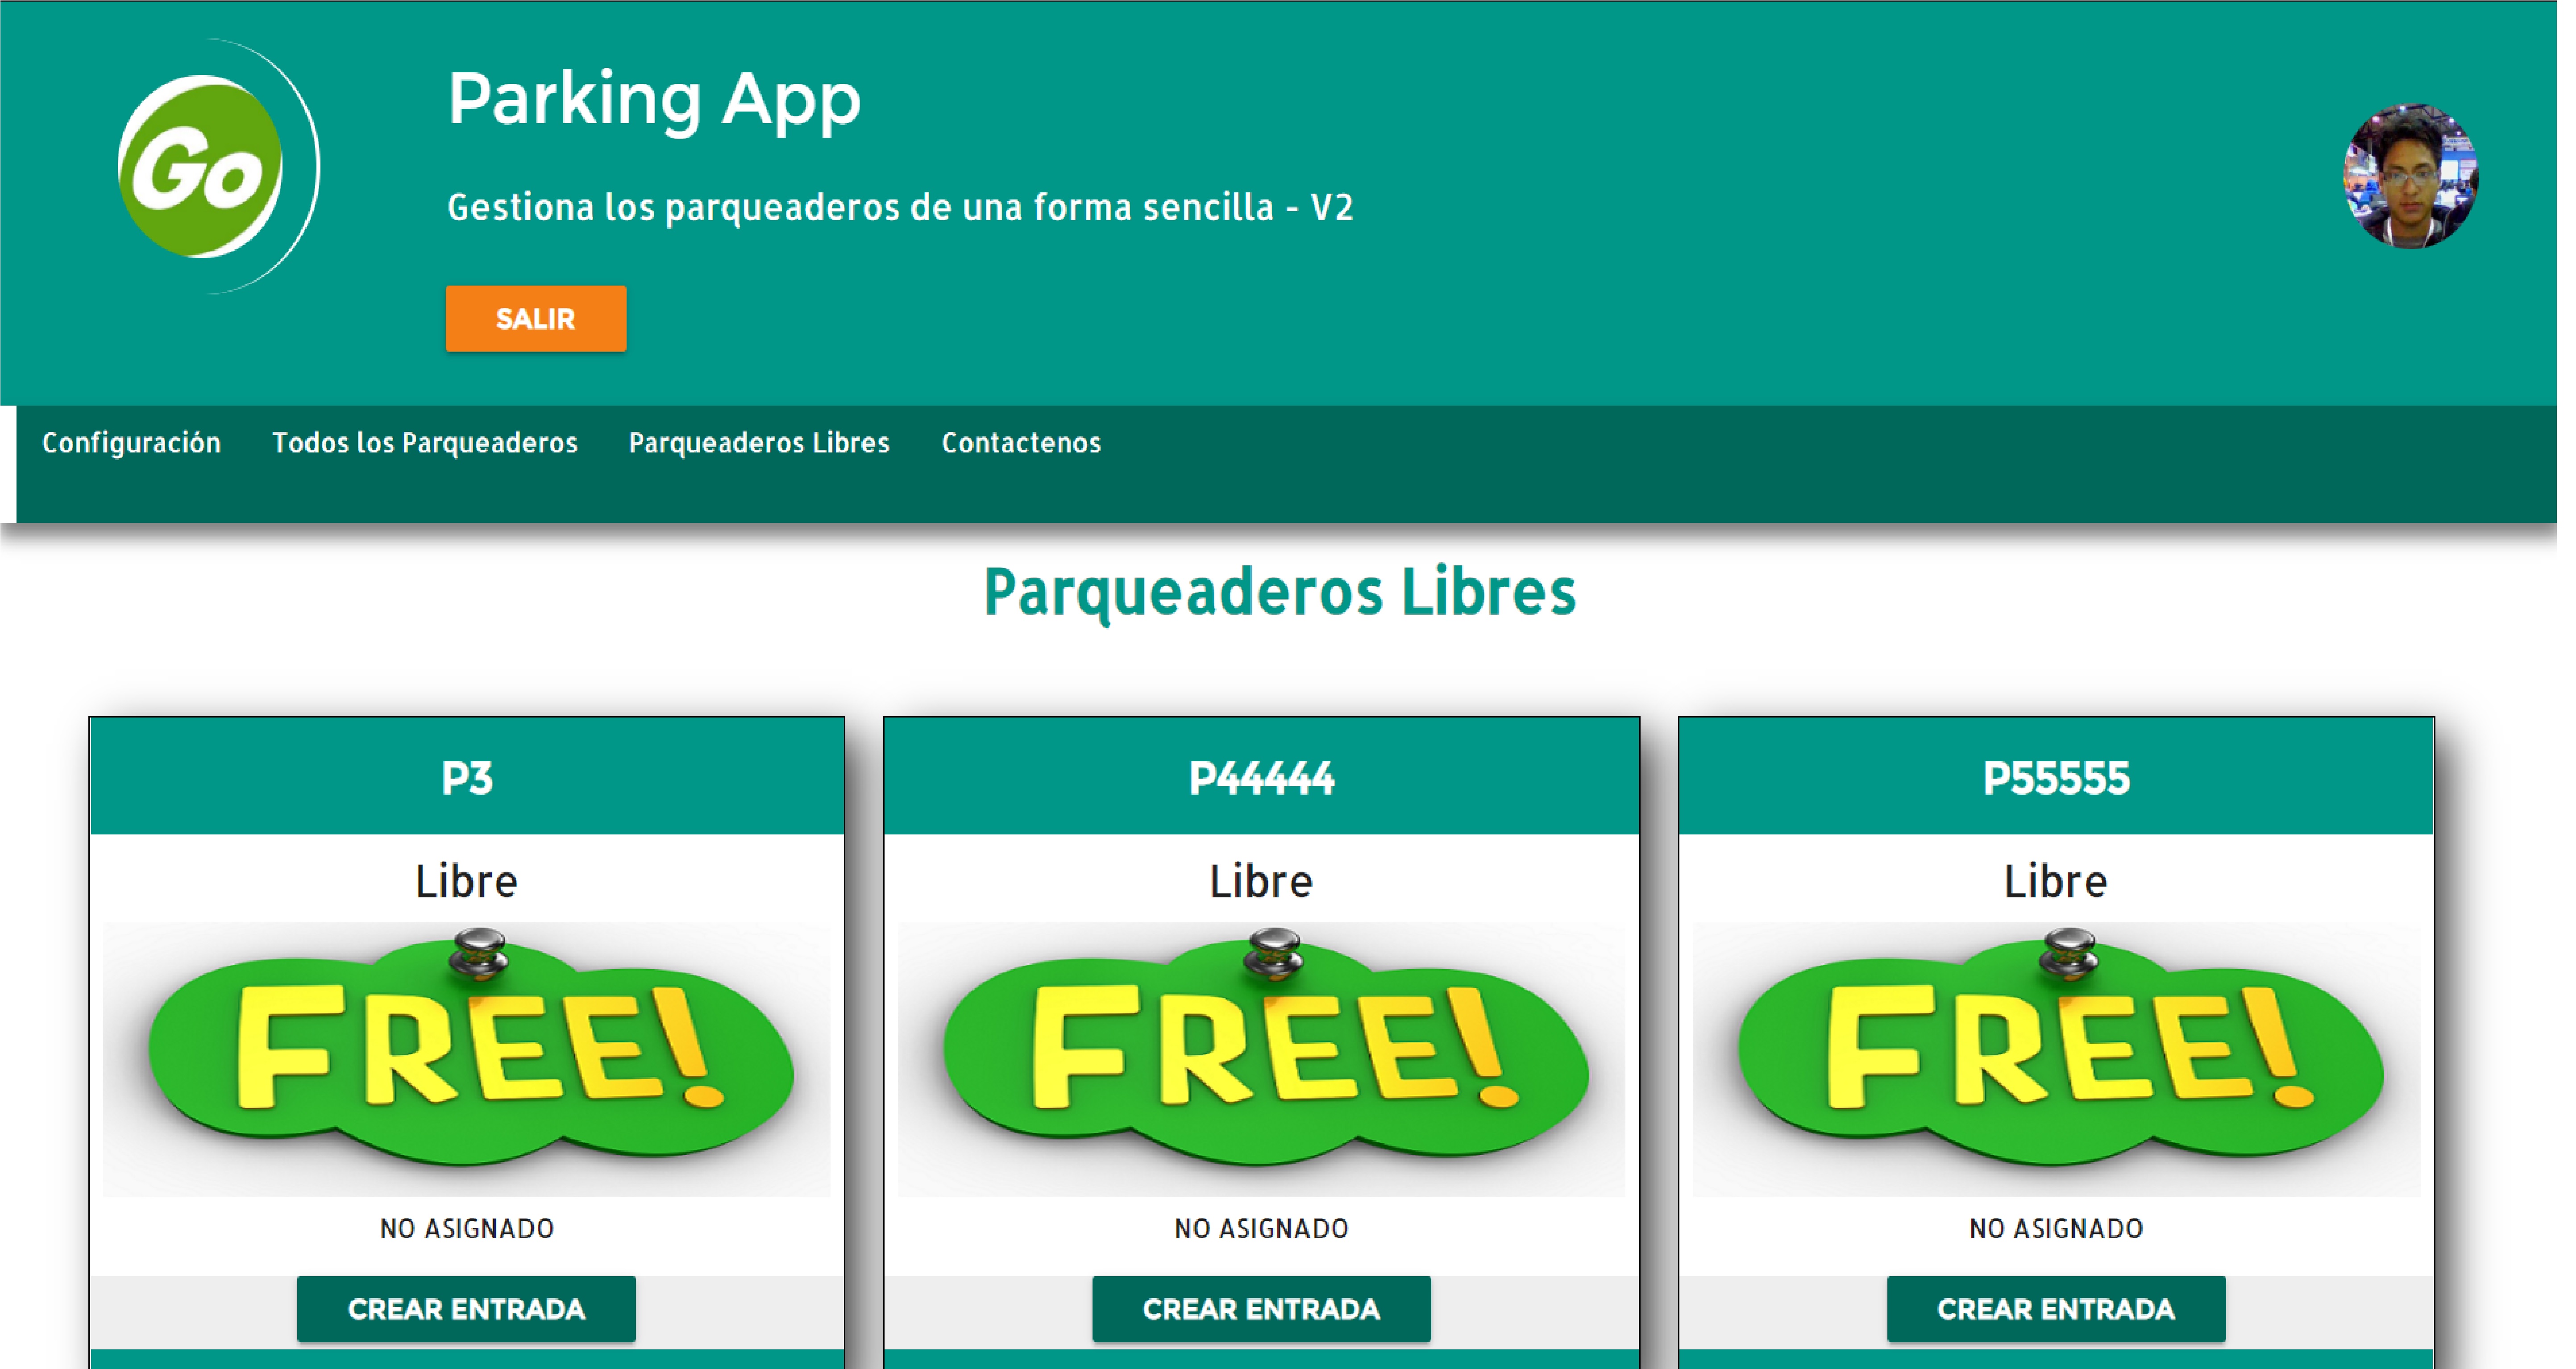 Go
Parking App
Gestiona los parqueaderos de una forma sencilla - V2
SALIR
Configuración Todos los Parqueaderos Parqueaderos Libres Contactenos
Parqueaderos Libres
P3
Libre
FREE!
NO ASIGNADO
CREAR ENTRADA
P44444
Libre
FREE!
NO ASIGNADO
CREAR ENTRADA
P55555
Libre
FREE!
NO ASIGNADO
CREAR ENTRADA